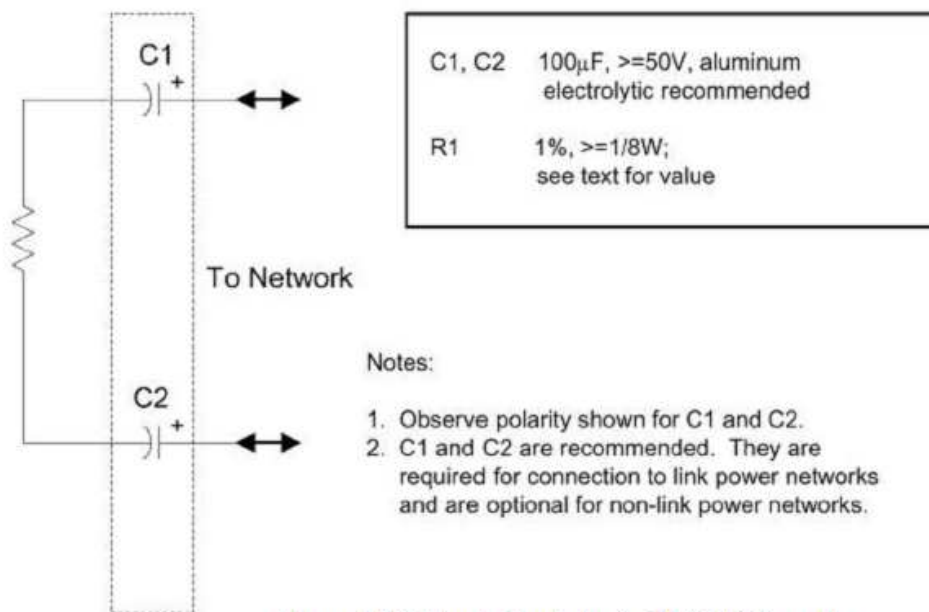 C1
+
C1, C2 100µF, >=50V, aluminum
electrolytic recommended
R1 1%, >=1/8W;
see text for value
To Network
C2
+
Notes:
1. Observe polarity shown for C1 and C2.
2. C1 and C2 are recommended. They are
required for connection to link power networks
and are optional for non-link power networks.